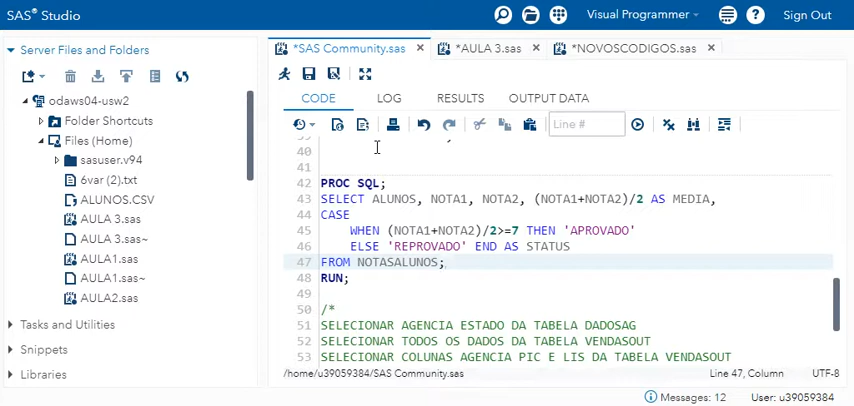 SAS® Studio
Visual Programmer
Sign Out
Server Files and Folders
odaws04-usw2
Folder Shortcuts
Files (Home)
sasuser.v94
6var (2).txt
ALUNOS.CSV
AULA 3.sas
AULA 3.sas~
AULA1.sas
AULA1.sas~
AULA2.sas
Tasks and Utilities
Snippets
Libraries
*SAS Community.sas
*AULA 3.sas
*NOVOSCODIGOS.sas
CODE LOG RESULTS OUTPUT DATA
Line #
39
40
41
42 PROC SQL;
43 SELECT ALUNOS, NOTA1, NOTA2, (NOTA1+NOTA2)/2 AS MEDIA,
44 CASE
45 WHEN (NOTA1+NOTA2)/2>=7 THEN 'APROVADO'
46 ELSE 'REPROVADO' END AS STATUS
47 FROM NOTASALUNOS;
48 RUN;
49
50 /*
51 SELECIONAR AGENCIA ESTADO DA TABELA DADOSAG
52 SELECIONAR TODOS OS DADOS DA TABELA VENDASOUT
53 SELECIONAR COLUNAS AGENCIA PIC E LIS DA TABELA VENDASOUT
/home/u39059384/SAS Community.sas
Line 47, Column
UTF-8
Messages: 12
User: u39059384